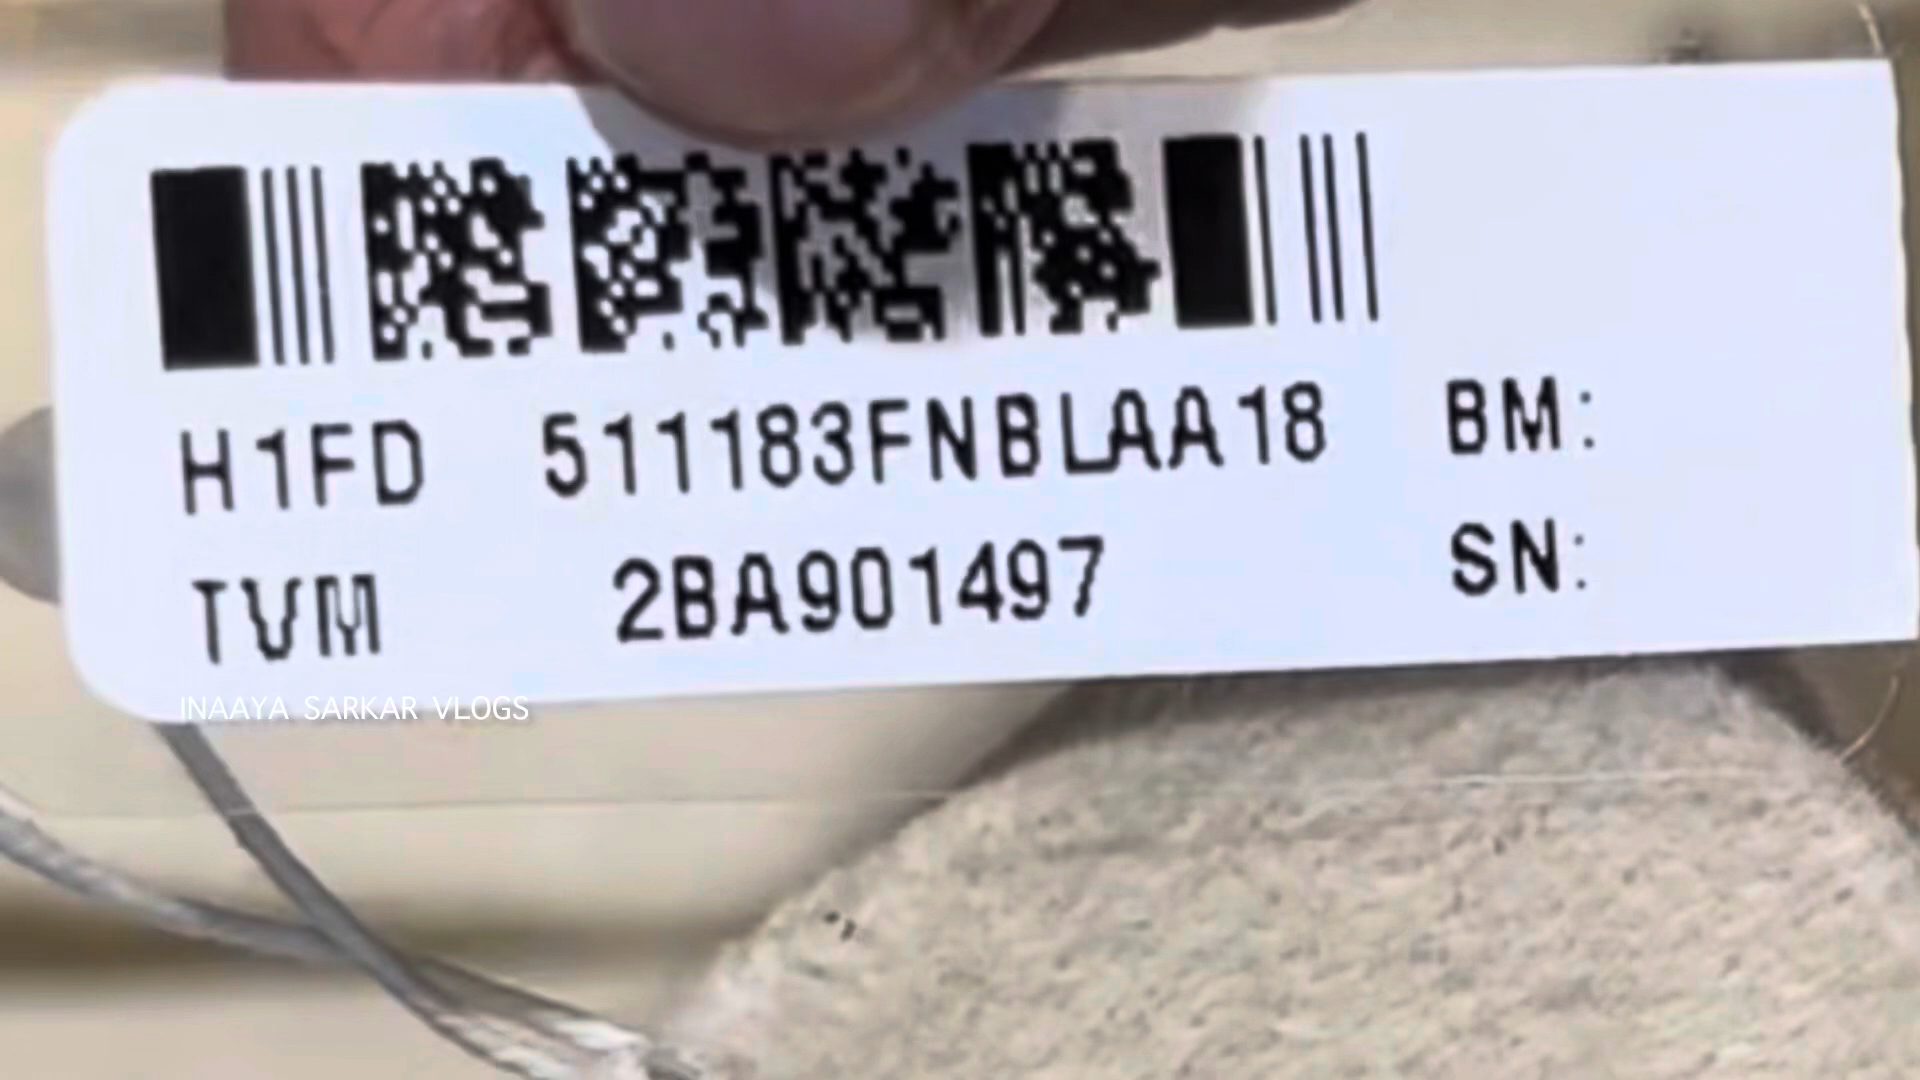 H1FD 511183FNBLAA18 BM:
TVM 2BA901497 SN:
INAAYA SARKAR VLOGS